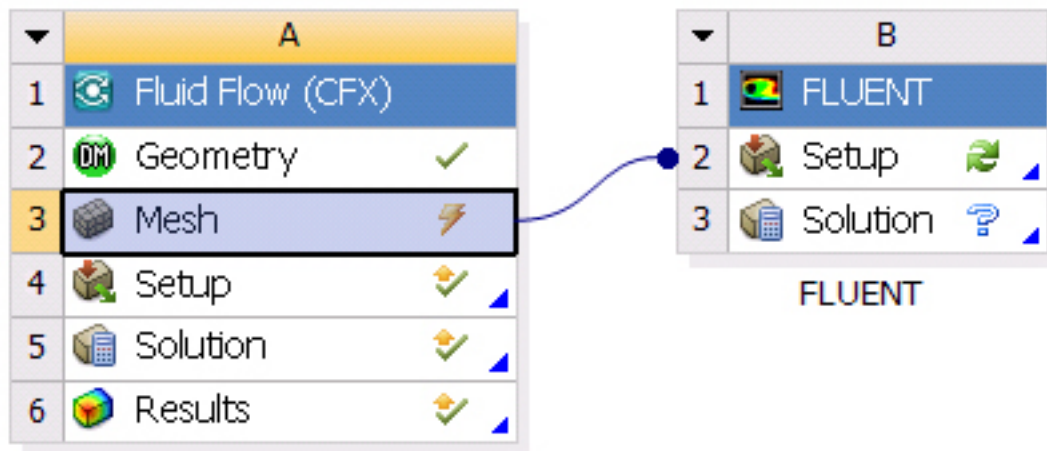 A
1 Fluid Flow (CFX)
2 DM Geometry
3 Mesh
4 Setup
5 Solution
6 Results
B
1 FLUENT
2 Setup
3 Solution ?
FLUENT